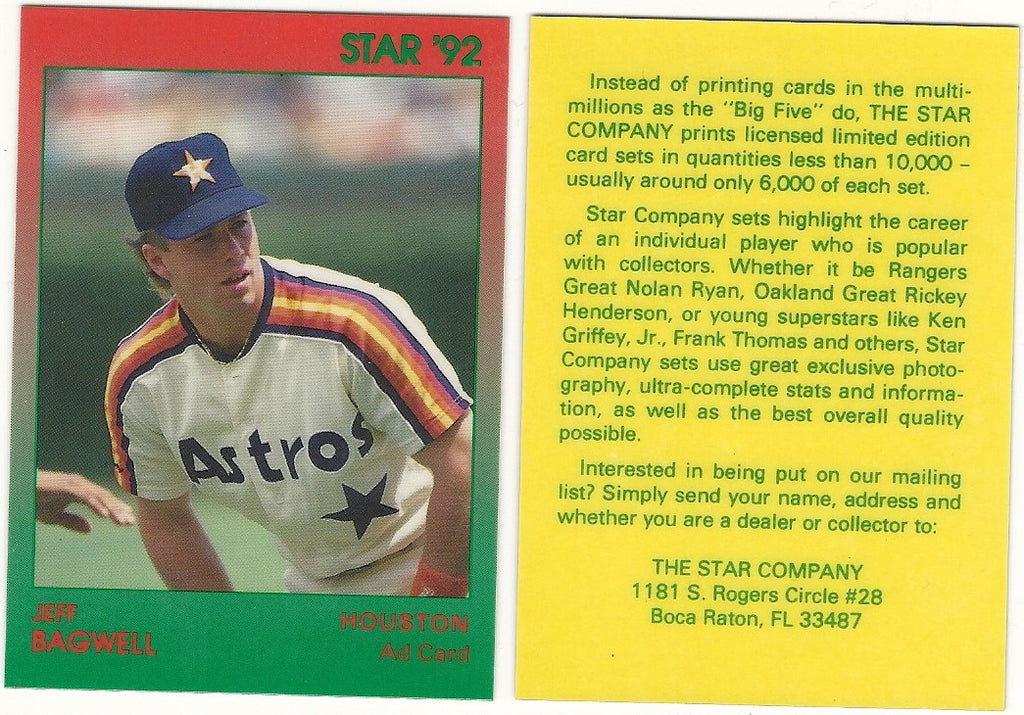 STAR '92
Astros
JEFF
BAGWELL
HOUSTON
Ad Card
Instead of printing cards in the multi-
millions as the "Big Five" do, THE STAR
COMPANY prints licensed limited edition
card sets in quantities less than 10,000 –
usually around only 6,000 of each set.
Star Company sets highlight the career
of an individual player who is popular
with collectors. Whether it be Rangers
Great Nolan Ryan, Oakland Great Rickey
Henderson, or young superstars like Ken
Griffey, Jr., Frank Thomas and others, Star
Company sets use great exclusive photo-
graphy, ultra-complete stats and informa-
tion, as well as the best overall quality
possible.
Interested in being put on our mailing
list? Simply send your name, address and
whether you are a dealer or collector to:
THE STAR COMPANY
1181 S. Rogers Circle #28
Boca Raton, FL 33487